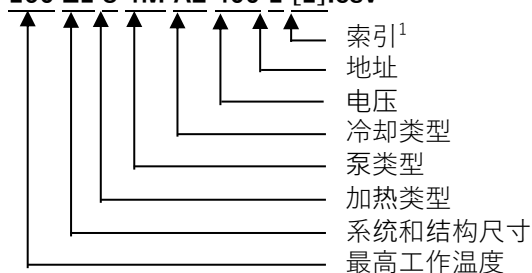 索引1
地址
电压
冷却类型
泵类型
加热类型
系统和结构尺寸
最高工作温度